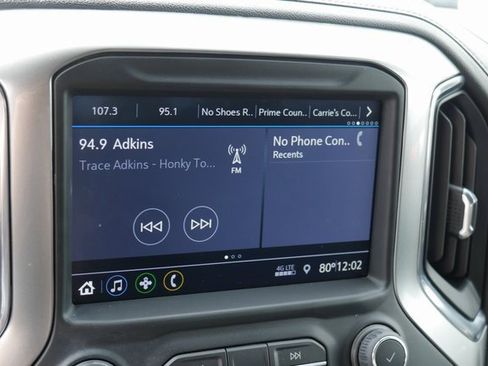 107.3 95.1 No Shoes R.. Prime Coun.. Carrie's Co...
94.9 Adkins
Trace Adkins - Honky To...
FM
No Phone Con..
Recents
4G LTE 80° 12:02